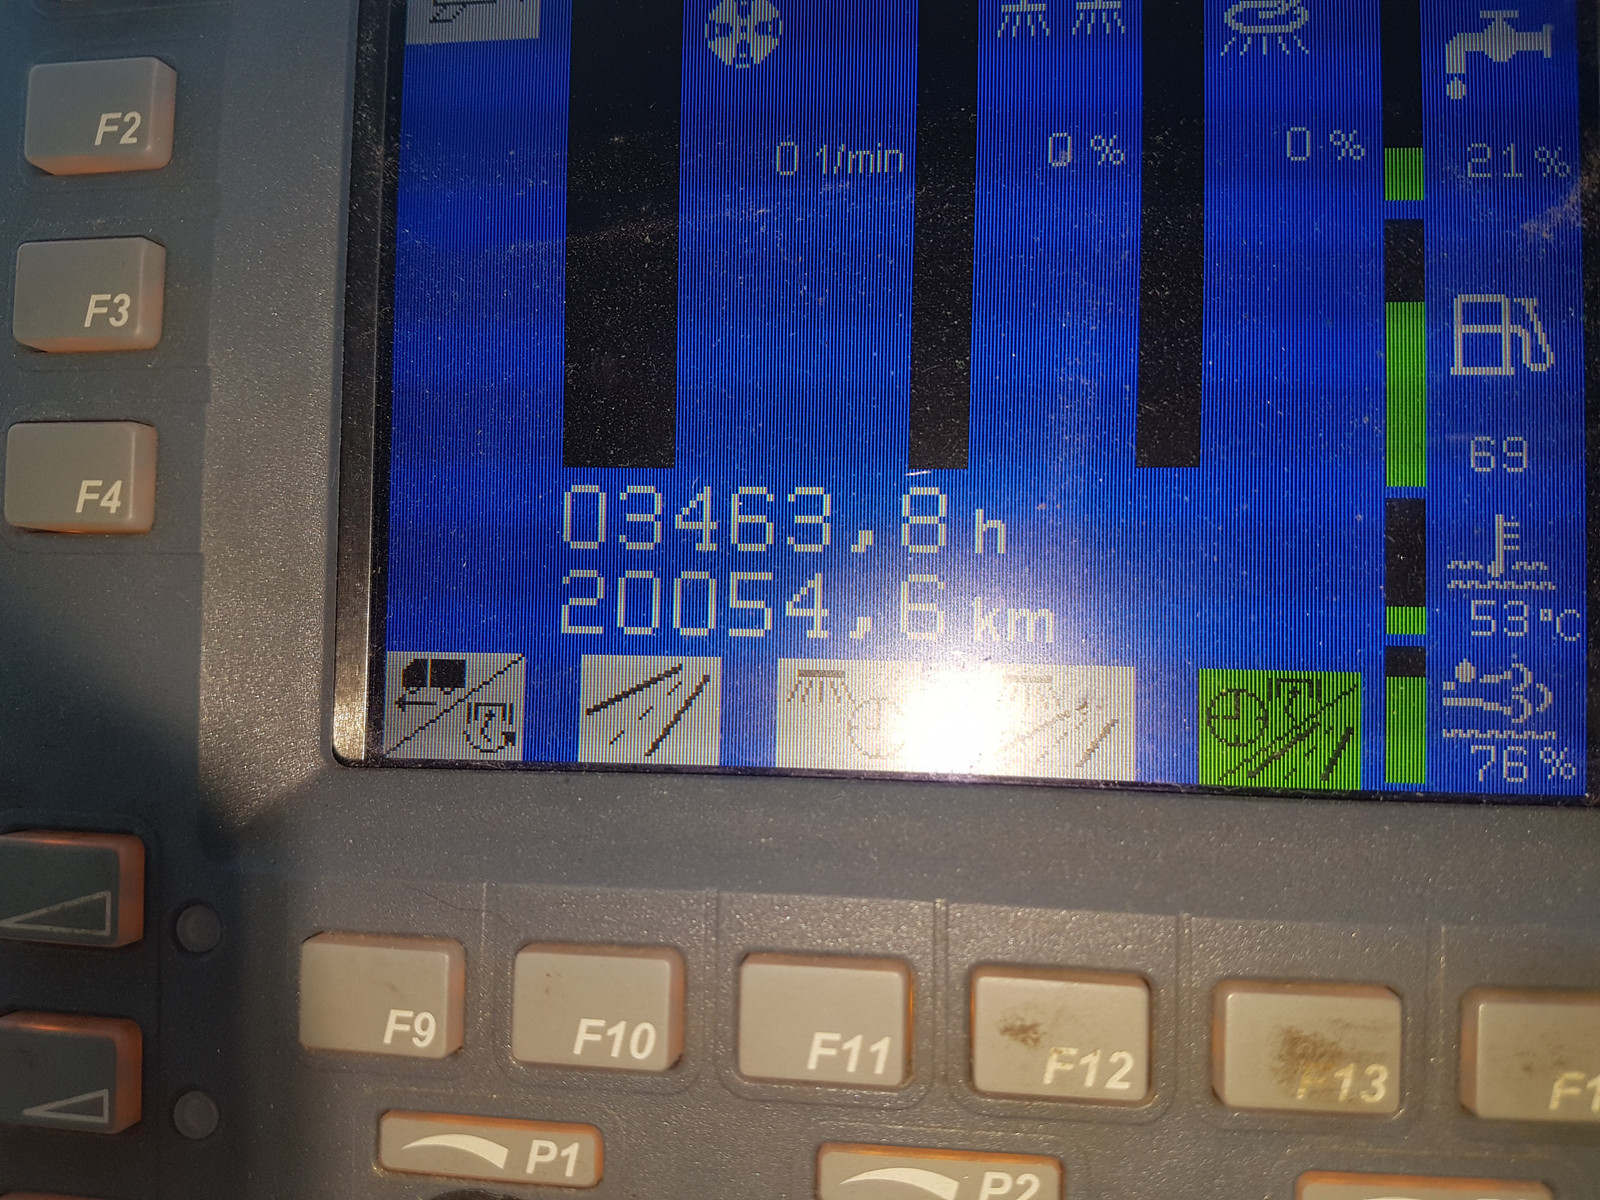 F2
0 1/min
0 %
0 %
21 %
F3
69
F4
03463,8 h
20054,6 km
53°C
76 %
F9
F10
F11
F12
F13
P1
P2